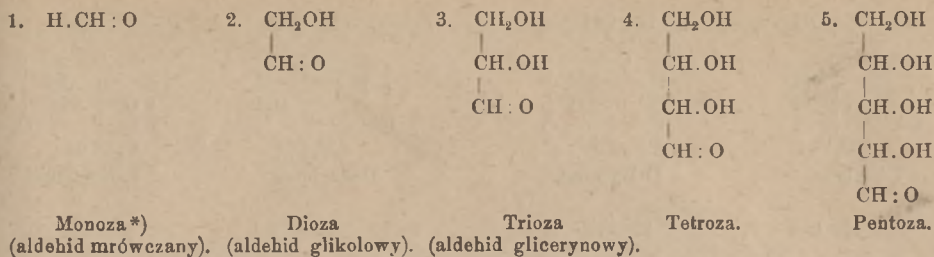 1. H.CH : O 2. CH₂OH 3. CH₂OH 4. CH₂OH 5. CH₂OH
CH : O CH.OH CH.OH CH.OH
CH : O CH.OH CH.OH
CH : O CH.OH
CH : O
Monoza *) Dioza Trioza Tetroza. Pentoza.
(aldehid mrówczany). (aldehid glikolowy). (aldehid glicerynowy).